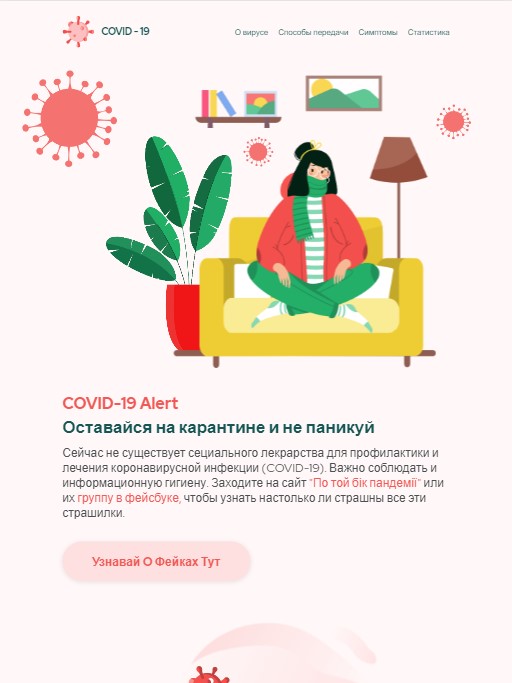 COVID - 19
О вирусе Способы передачи Симптомы Статистика
COVID-19 Alert
Оставайся на карантине и не паникуй
Сейчас не существует сециального лекарства для профилактики и
лечения коронавирусной инфекции (COVID-19). Важно соблюдать и
информационную гигиену. Заходите на сайт "По той бік пандемії" или
их группу в фейсбуке, чтобы узнать настолько ли страшны все эти
страшилки.
Узнавай О Фейках Тут